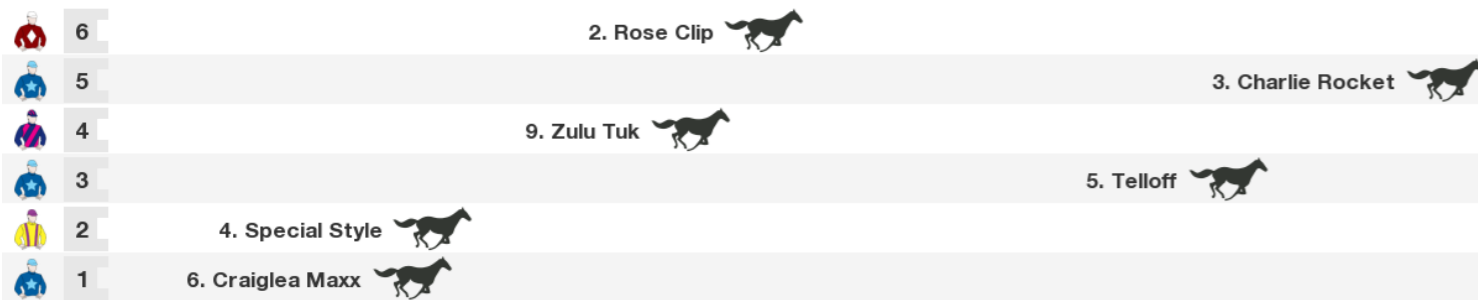 6 2. Rose Clip
5 3. Charlie Rocket
4 9. Zulu Tuk
3 5. Telloff
2 4. Special Style
1 6. Craiglea Maxx